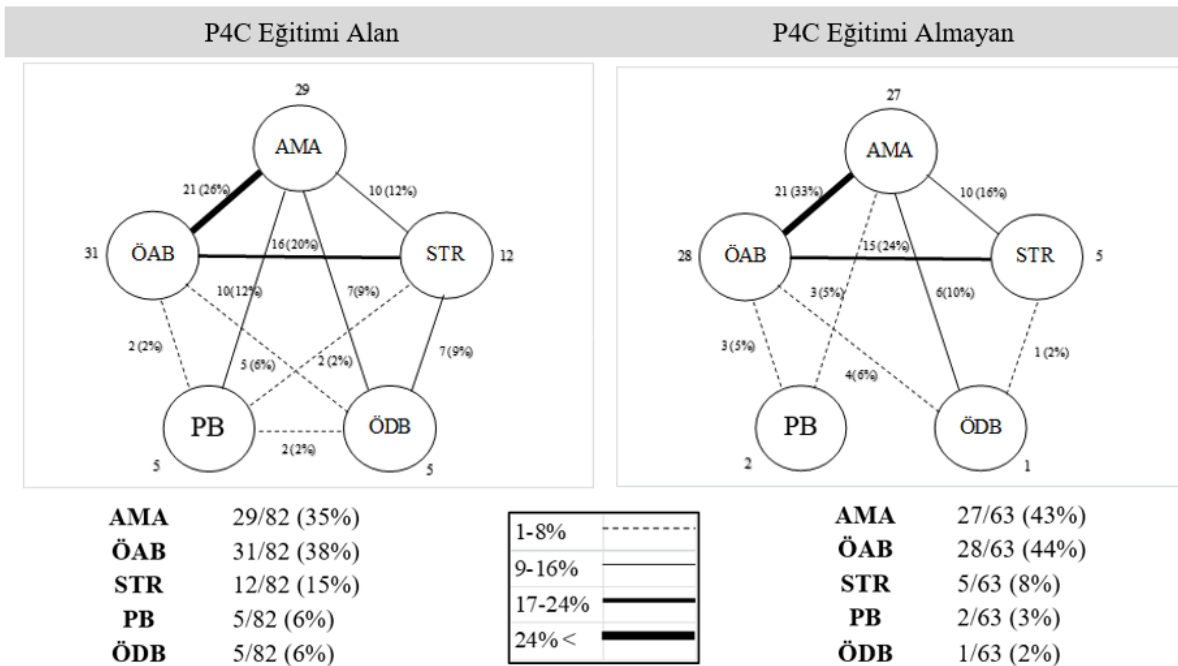 P4C Eğitimi Alan
P4C Eğitimi Almayan
29
AMA
21 (26%)
10 (12%)
31
ÖAB
16 (20%)
STR
12
10(12%)
7(9%)
2 (2%)
5 (6%)
2 (2%)
7 (9%)
PB
ÖDB
2 (2%)
5
5
27
AMA
21 (33%)
10 (16%)
28
ÖAB
15 (24%)
STR
5
3 (5%)
6(10%)
3 (5%)
4(6%)
1 (2%)
PB
ÖDB
2
1
AMA 29/82 (35%)
ÖAB 31/82 (38%)
STR 12/82 (15%)
PB 5/82 (6%)
ÖDB 5/82 (6%)
1-8%
9-16%
17-24%
24% <
AMA 27/63 (43%)
ÖAB 28/63 (44%)
STR 5/63 (8%)
PB 2/63 (3%)
ÖDB 1/63 (2%)